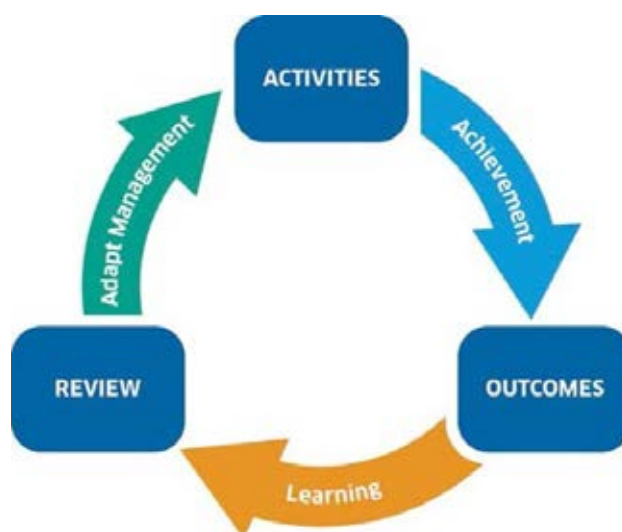 ACTIVITIES
Achievement
OUTCOMES
Learning
REVIEW
Adapt Management